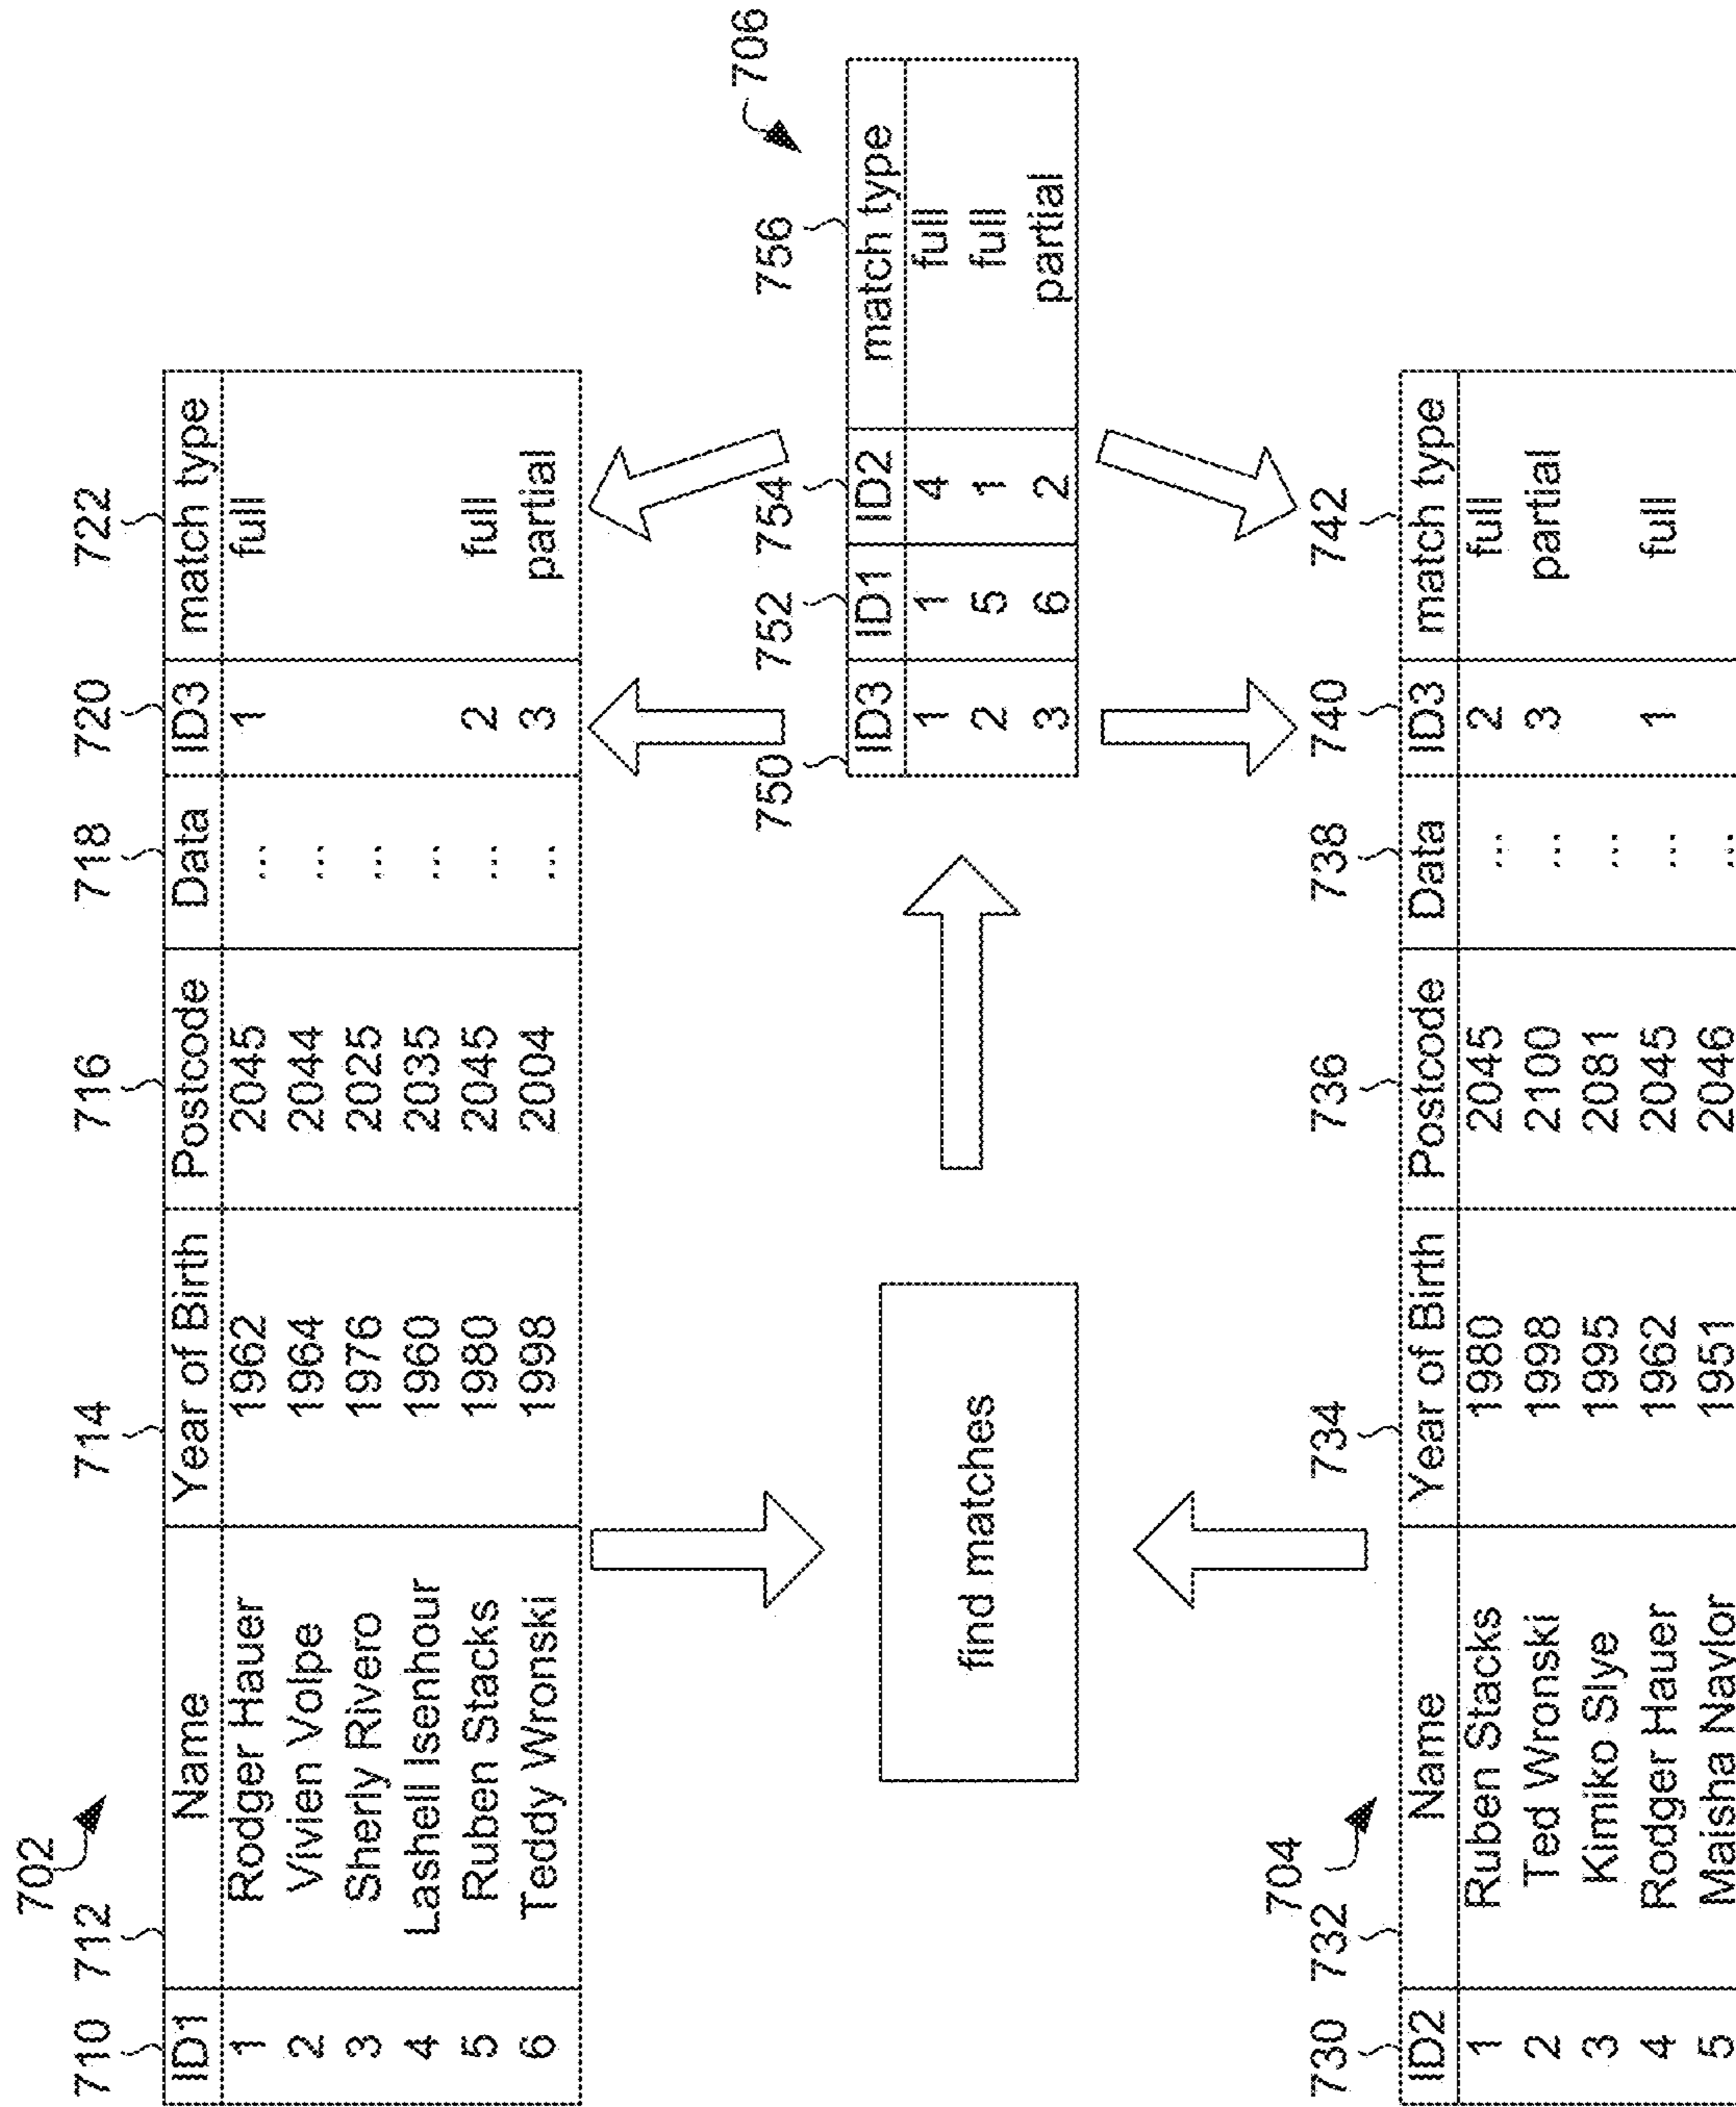 702
710 712 714 716 718 720 722
ID1 Name Year of Birth Postcode Data ID3 match type
1 Rodger Hauer 1962 2045 ... 1 full
2 Vivien Volpe 1964 2044 ...
3 Sherly Rivero 1976 2025 ...
4 Lashell Isenhour 1960 2035 ...
5 Ruben Stacks 1980 2045 ... 2 full
6 Teddy Wronski 1998 2004 ... 3 partial
706
750 752 754 756
ID3 ID1 ID2 match type
1 1 4 full
2 5 1 full
3 6 2 partial
find matches
704
730 732 734 736 738 740 742
ID2 Name Year of Birth Postcode Data ID3 match type
1 Ruben Stacks 1980 2045 ... 2 full
2 Ted Wronski 1998 2100 ... 3 partial
3 Kimiko Slye 1995 2081 ...
4 Rodger Hauer 1962 2045 ... 1 full
5 Maisha Naylor 1951 2046 ...